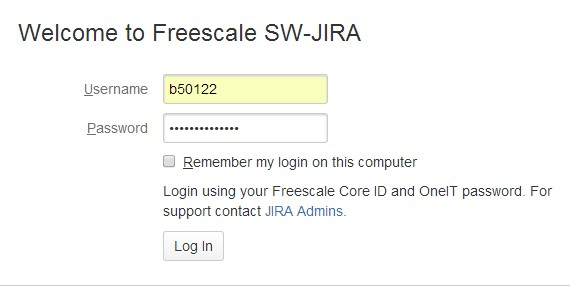 Welcome to Freescale SW-JIRA
Username b50122
Password ••••••••••••••
Remember my login on this computer
Login using your Freescale Core ID and OneIT password. For
support contact JIRA Admins.
Log In